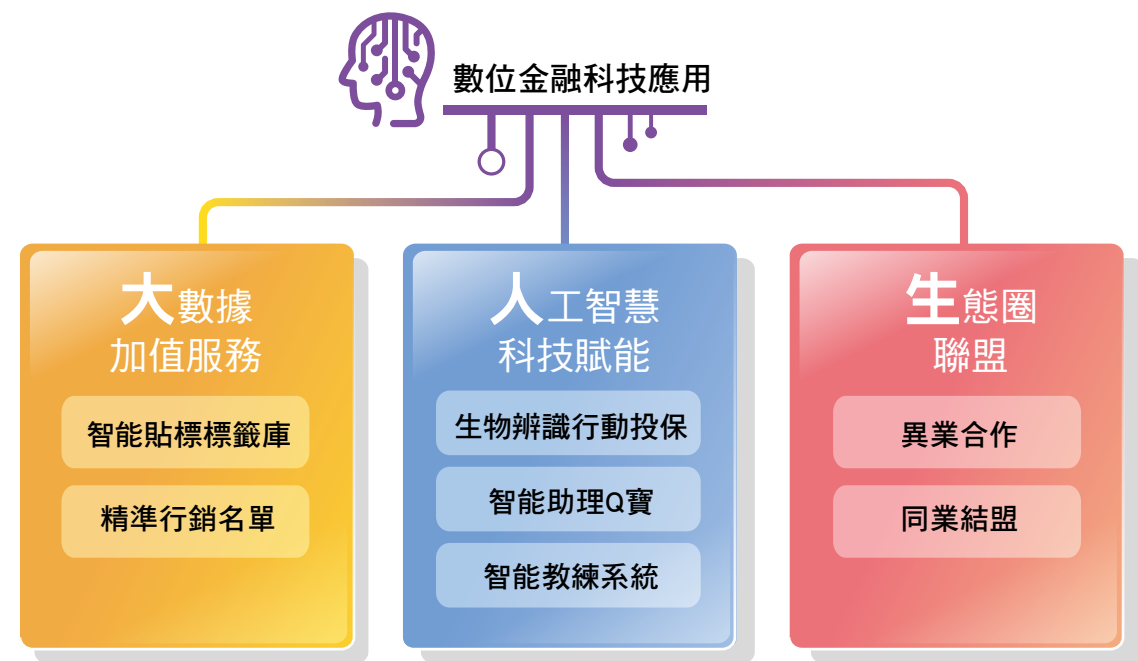 數位金融科技應用
大數據
加值服務
智能貼標標籤庫
精準行銷名單
人工智慧
科技賦能
生物辨識行動投保
智能助理Q寶
智能教練系統
生態圈
聯盟
異業合作
同業結盟